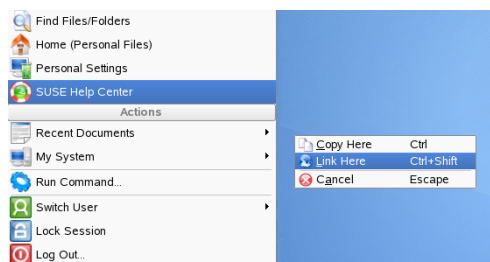 Find Files/Folders
Home (Personal Files)
Personal Settings
SUSE Help Center
Actions
Recent Documents
My System
Run Command...
Switch User
Lock Session
Log Out...
Copy Here Ctrl
Link Here Ctrl+Shift
Cancel Escape